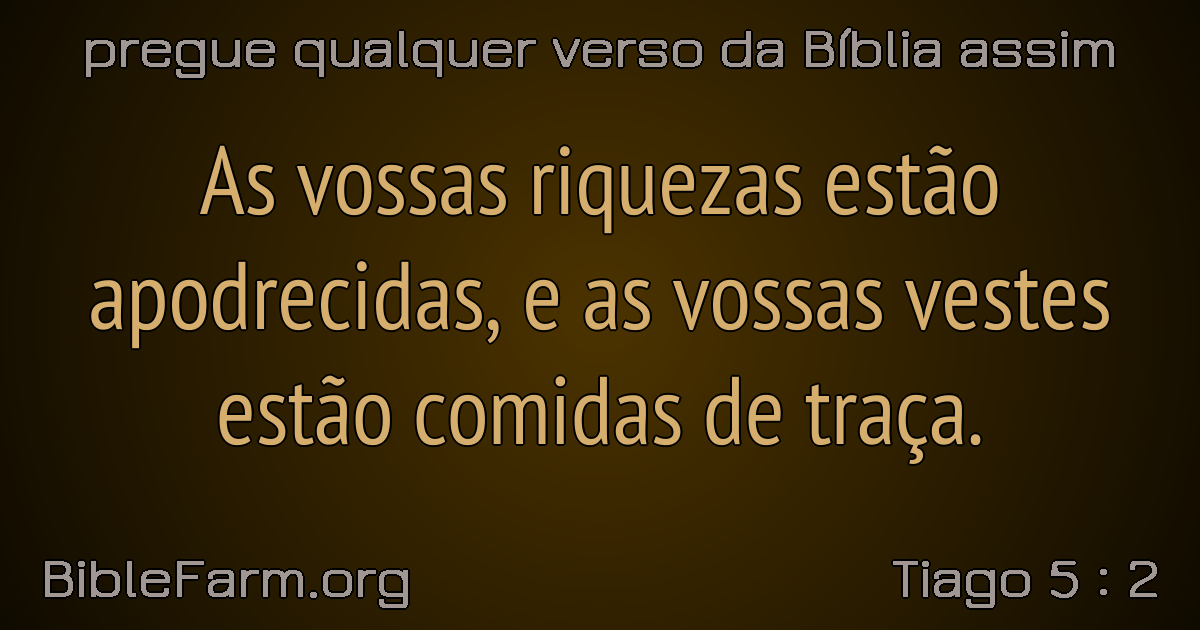 pregue qualquer verso da Bíblia assim
As vossas riquezas estão
apodrecidas, e as vossas vestes
estão comidas de traça.
BibleFarm.org
Tiago 5 : 2